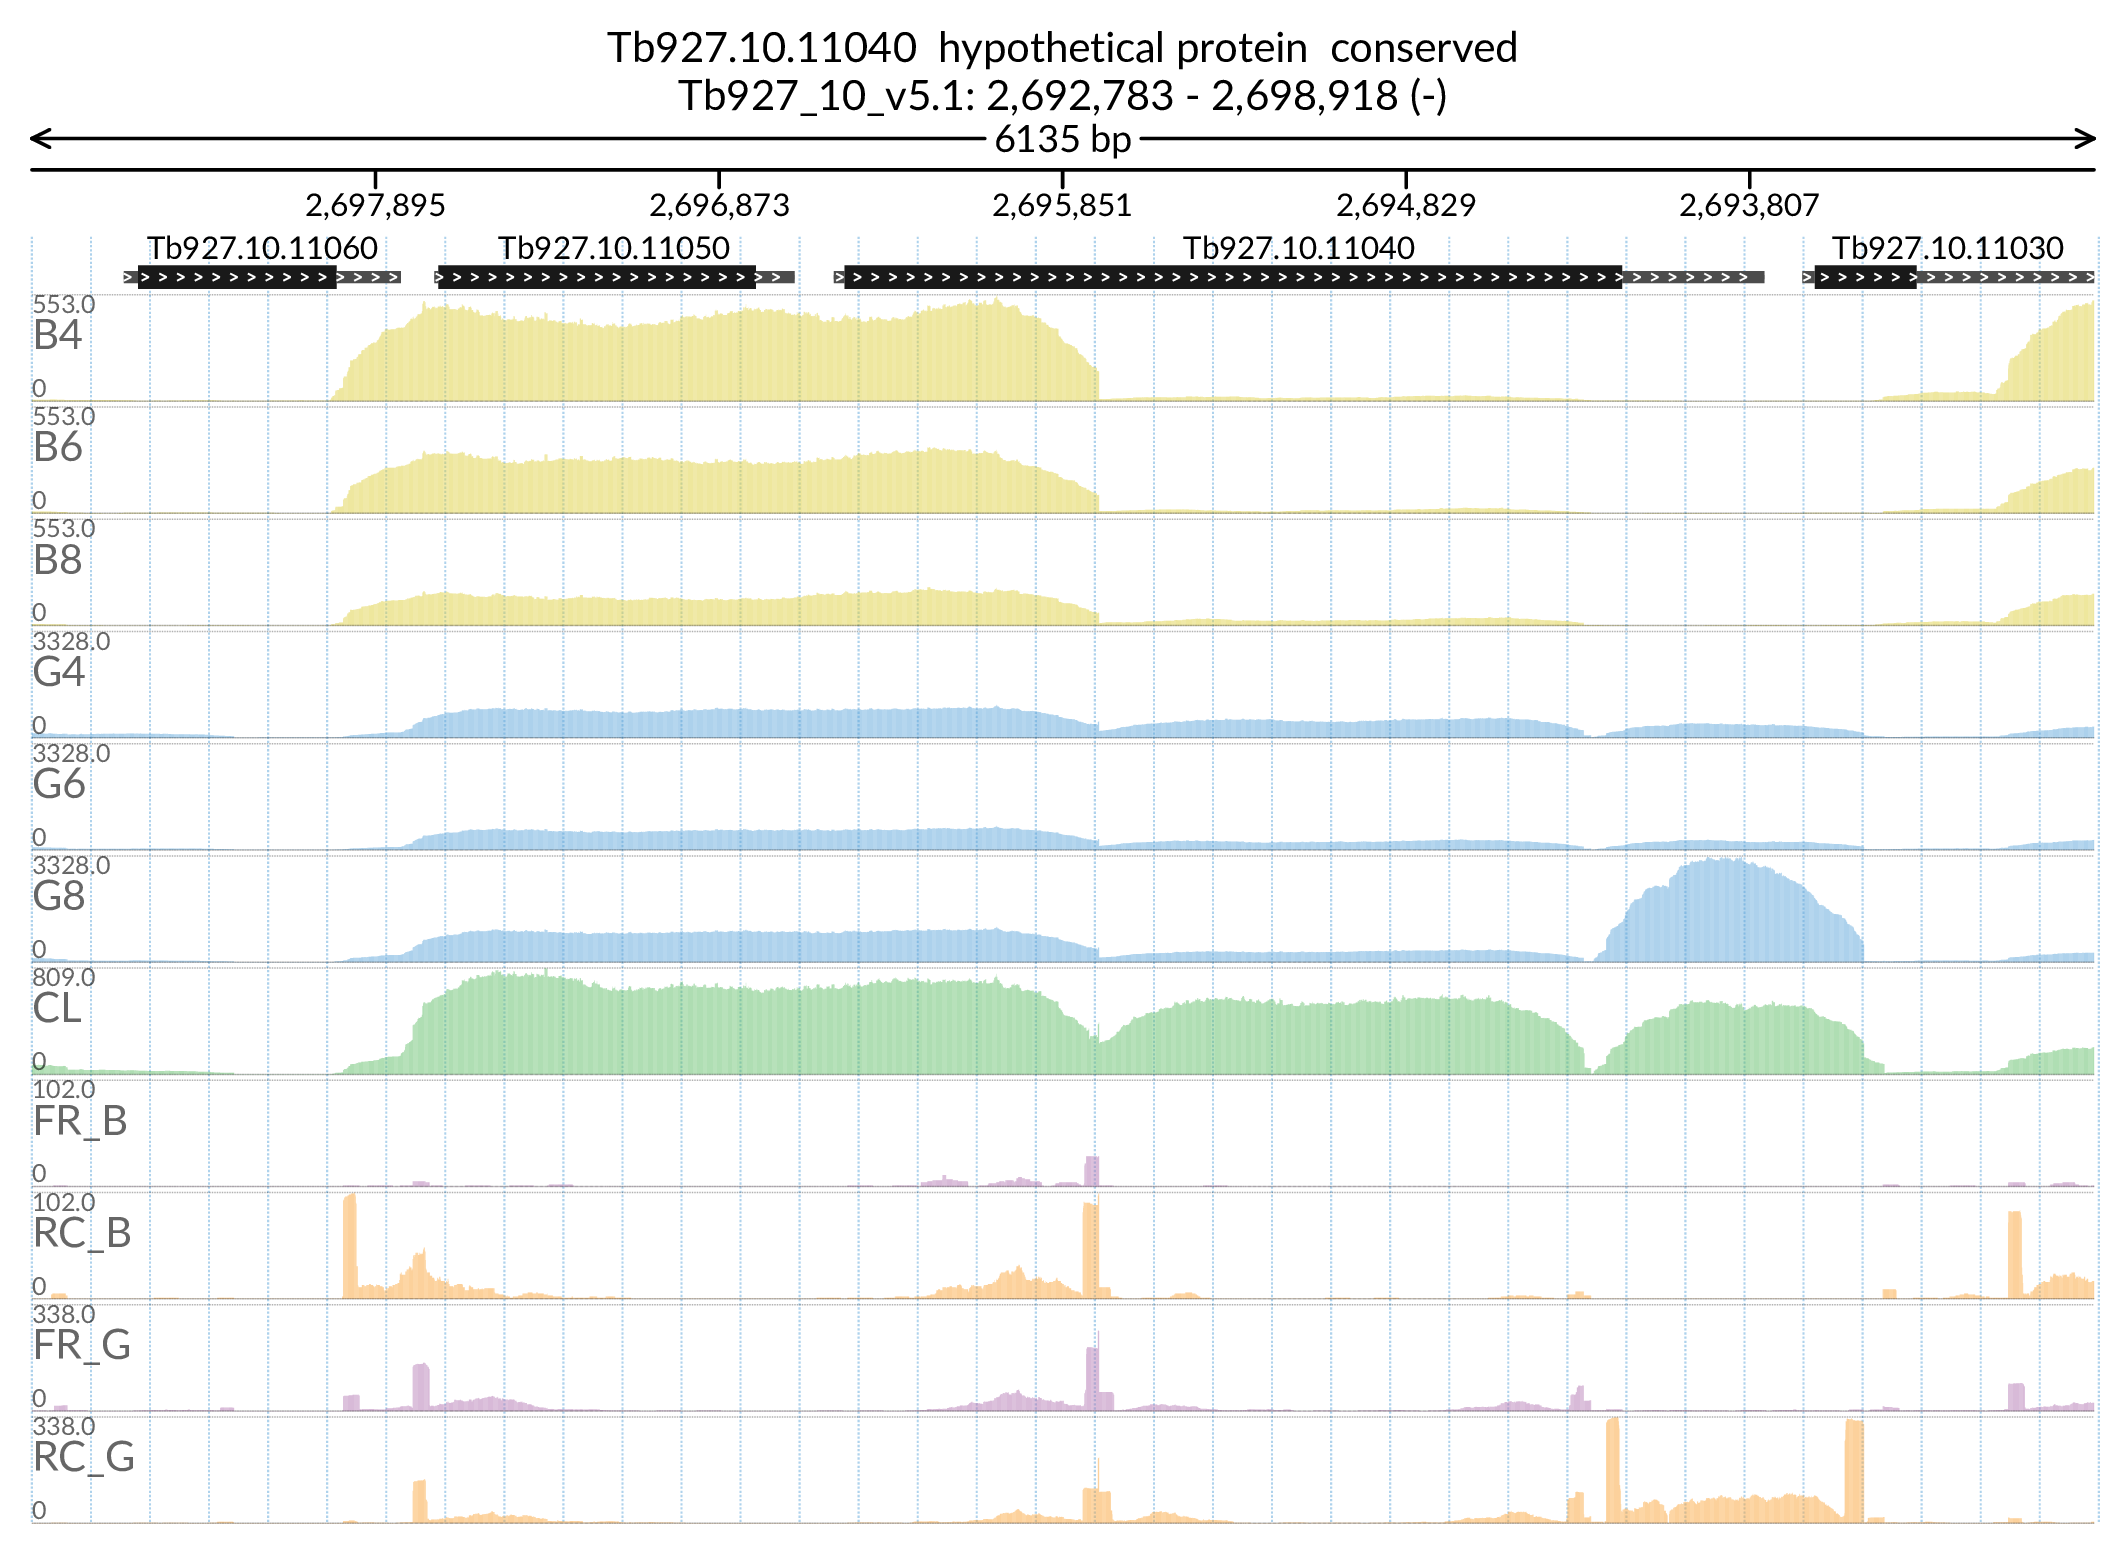 Tb927.10.11040  hypothetical protein  conserved
Tb927_10_v5.1: 2,692,783 - 2,698,918 (-)
6135 bp
2,697,895 2,696,873 2,695,851 2,694,829 2,693,807
Tb927.10.11060 Tb927.10.11050 Tb927.10.11040 Tb927.10.11030
553.0
B4
0
553.0
B6
0
553.0
B8
0
3328.0
G4
0
3328.0
G6
0
3328.0
G8
0
809.0
CL
0
102.0
FR_B
0
102.0
RC_B
0
338.0
FR_G
0
338.0
RC_G
0